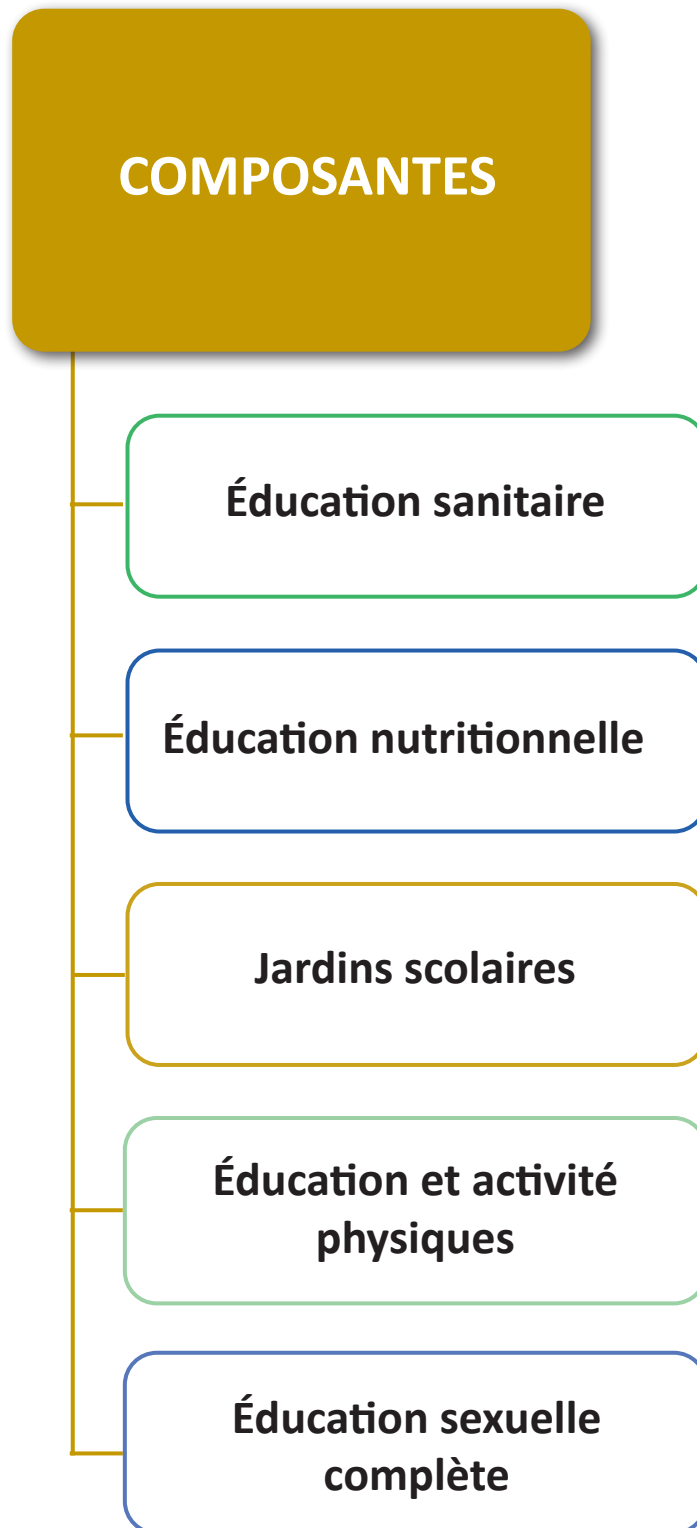 COMPOSANTES
Éducation sanitaire
Éducation nutritionnelle
Jardins scolaires
Éducation et activité
physiques
Éducation sexuelle
complète